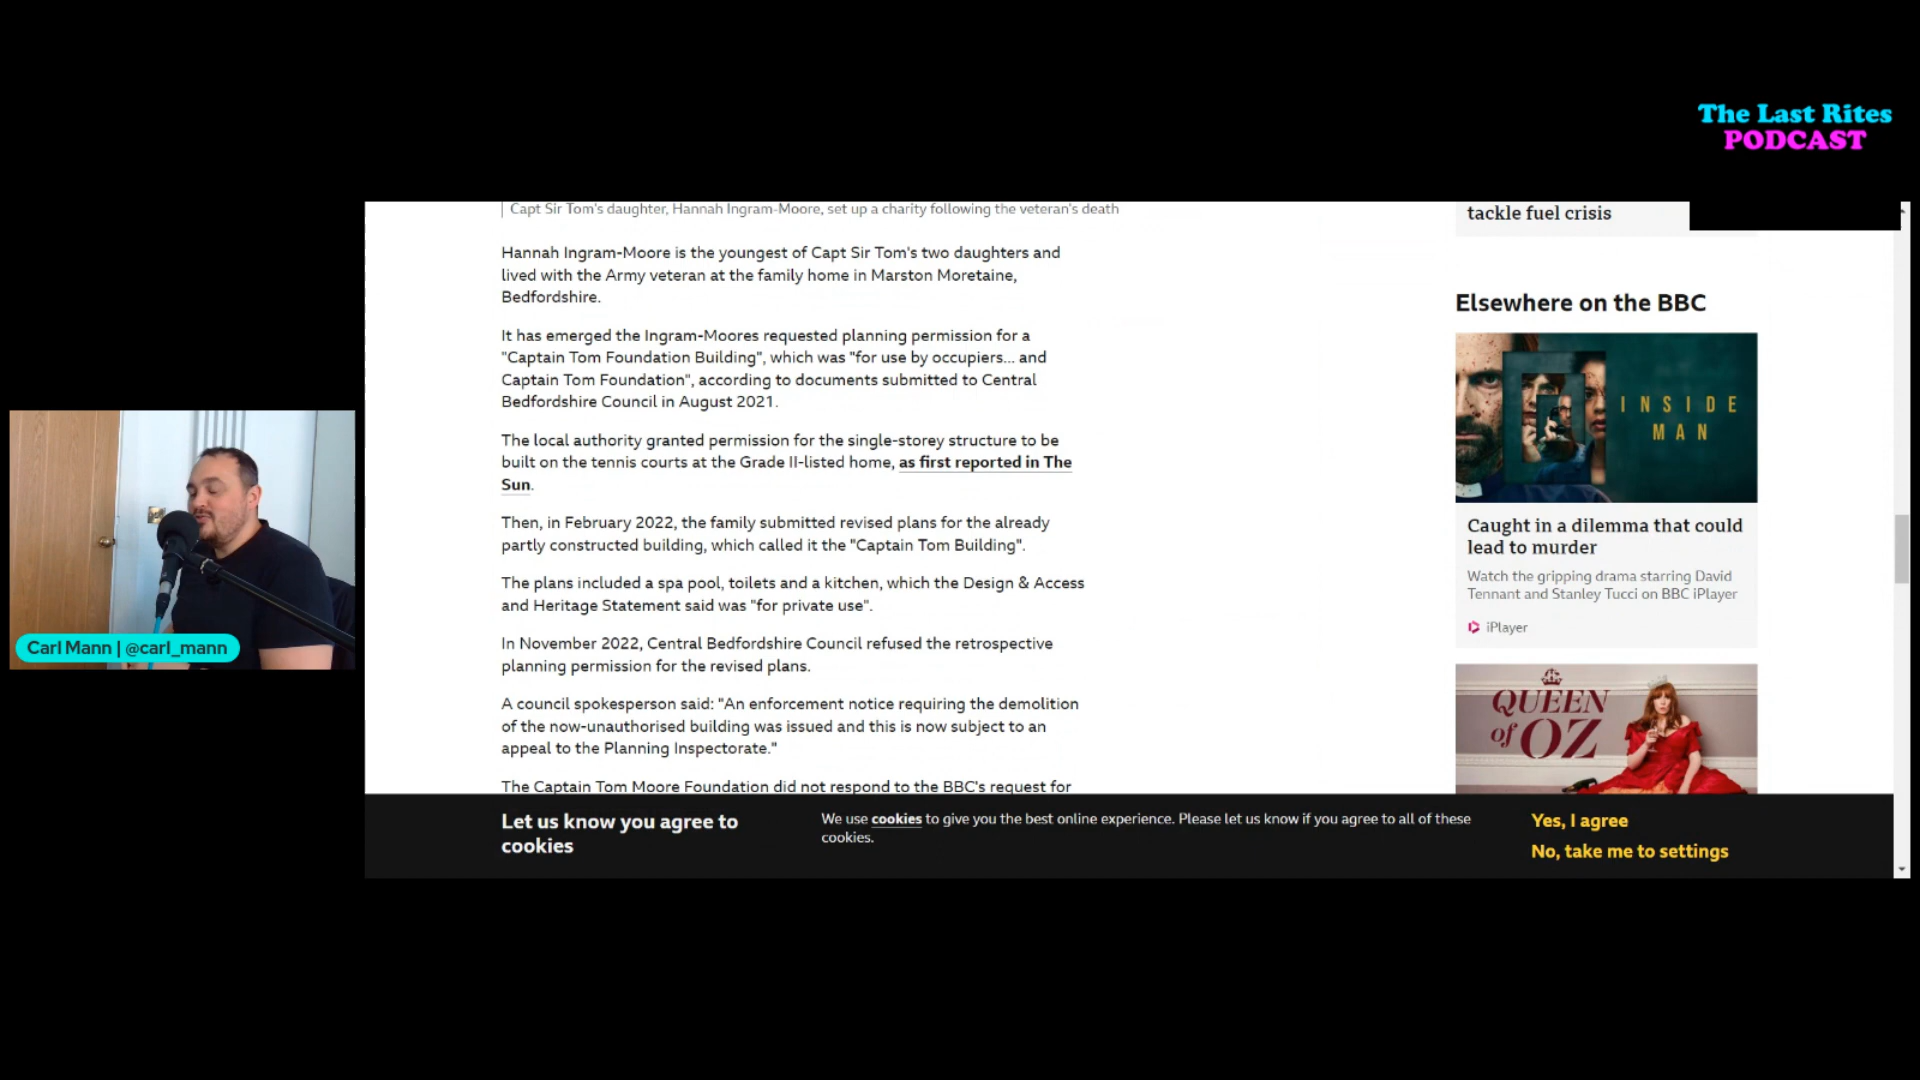 The Last Rites
PODCAST
Capt Sir Tom's daughter, Hannah Ingram-Moore, set up a charity following the veteran's death
Hannah Ingram-Moore is the youngest of Capt Sir Tom's two daughters and
lived with the Army veteran at the family home in Marston Moretaine,
Bedfordshire.
It has emerged the Ingram-Moores requested planning permission for a
"Captain Tom Foundation Building", which was "for use by occupiers... and
Captain Tom Foundation", according to documents submitted to Central
Bedfordshire Council in August 2021.
The local authority granted permission for the single-storey structure to be
built on the tennis courts at the Grade II-listed home, as first reported in The
Sun.
Then, in February 2022, the family submitted revised plans for the already
partly constructed building, which called it the "Captain Tom Building".
The plans included a spa pool, toilets and a kitchen, which the Design & Access
and Heritage Statement said was "for private use".
In November 2022, Central Bedfordshire Council refused the retrospective
planning permission for the revised plans.
A council spokesperson said: "An enforcement notice requiring the demolition
of the now-unauthorised building was issued and this is now subject to an
appeal to the Planning Inspectorate."
The Captain Tom Moore Foundation did not respond to the BBC's request for
tackle fuel crisis
Elsewhere on the BBC
INSIDE
MAN
Caught in a dilemma that could
lead to murder
Watch the gripping drama starring David
Tennant and Stanley Tucci on BBC iPlayer
iPlayer
QUEEN
of OZ
Carl Mann | @carl_mann
Let us know you agree to
cookies
We use cookies to give you the best online experience. Please let us know if you agree to all of these
cookies.
Yes, I agree
No, take me to settings